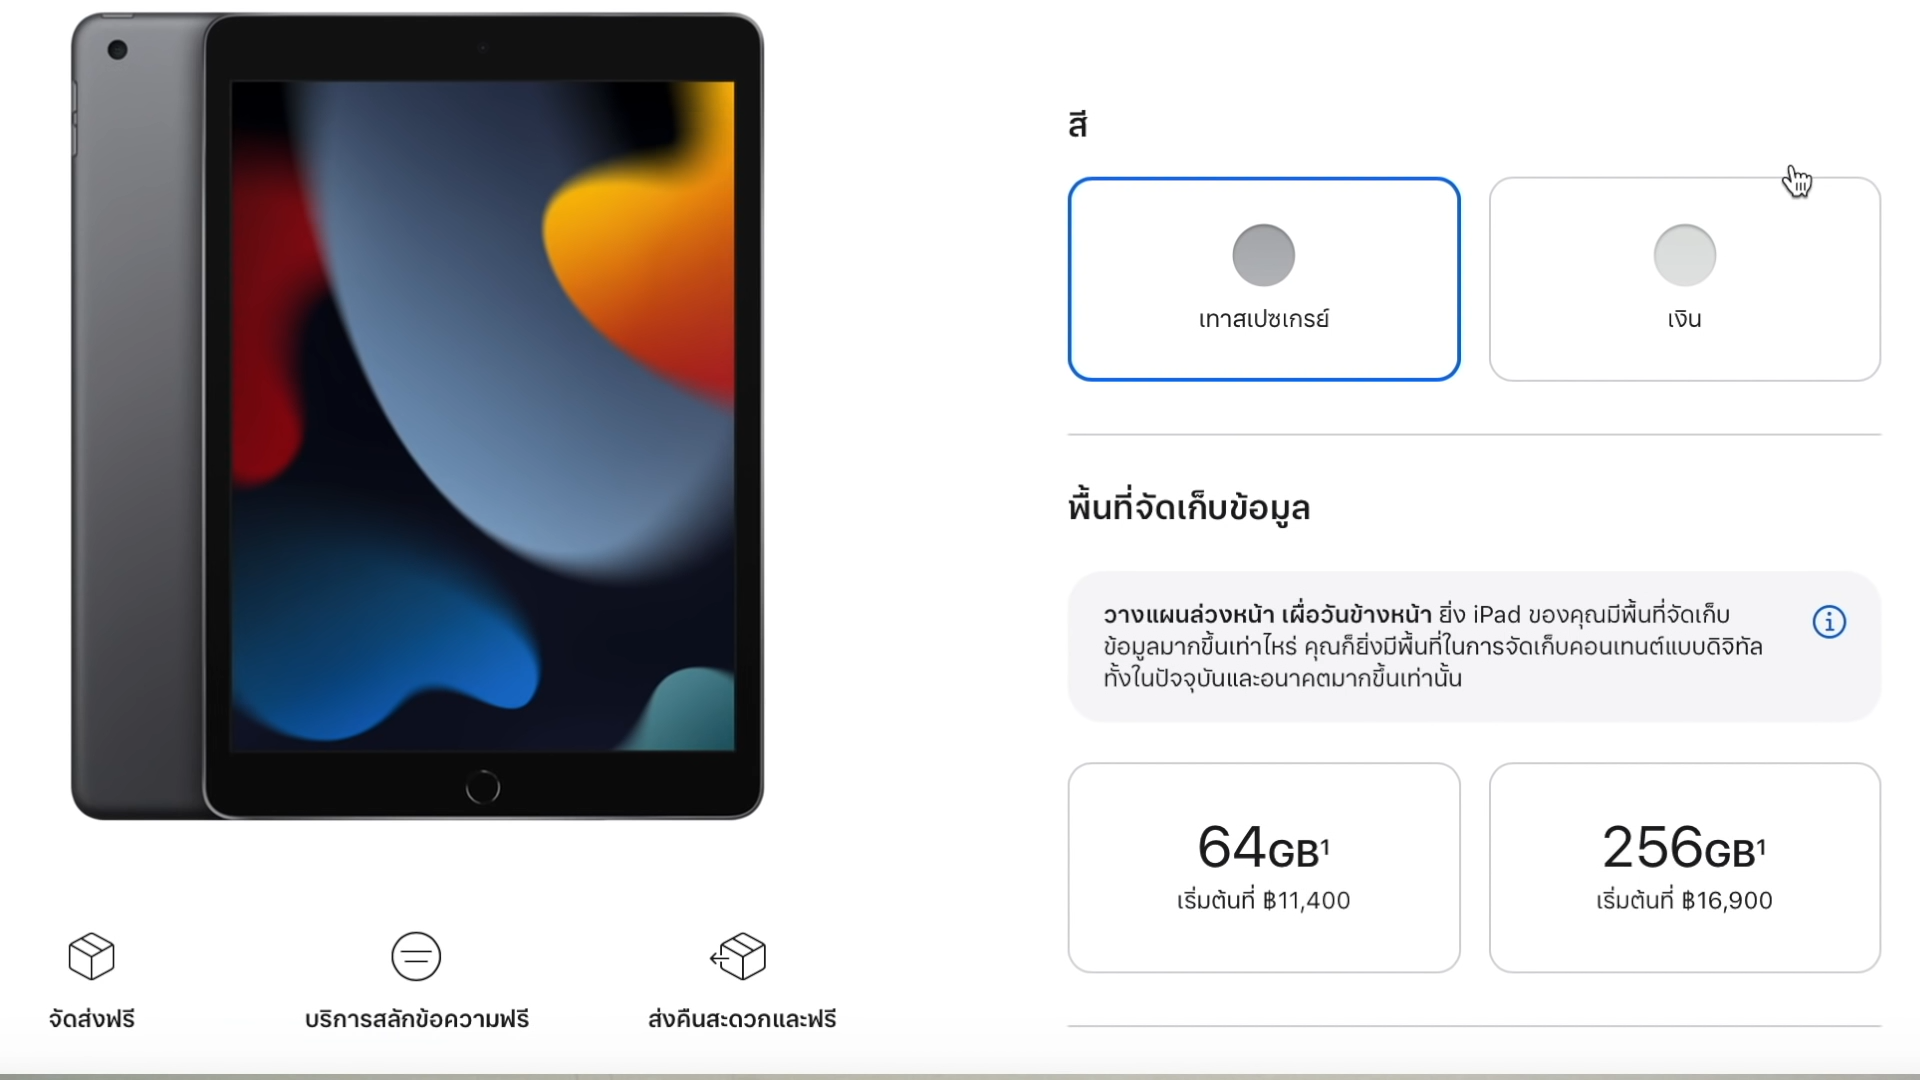 สี
เทาสเปซเกรย์
เงิน
พื้นที่จัดเก็บข้อมูล
วางแผนล่วงหน้า เผื่อวันข้างหน้า ยิ่ง iPad ของคุณมีพื้นที่จัดเก็บ
ข้อมูลมากขึ้นเท่าไหร่ คุณก็ยิ่งมีพื้นที่ในการจัดเก็บคอนเทนต์แบบดิจิทัล
ทั้งในปัจจุบันและอนาคตมากขึ้นเท่านั้น
64GB¹
เริ่มต้นที่ ฿11,400
256GB¹
เริ่มต้นที่ ฿16,900
จัดส่งฟรี
บริการสลักข้อความฟรี
ส่งคืนสะดวกและฟรี